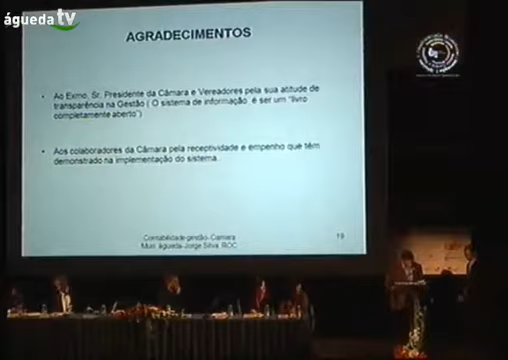 águeda tv
AGRADECIMENTOS
• Ao Exmo. Sr. Presidente da Câmara e Vereadores pela sua atitude de
transparência na Gestão ( O sistema de informação é ser um "livro
completamente aberto")
• Aos colaboradores da Câmara pela receptividade e empenho que têm
demonstrado na implementação do sistema.
Contabilidade gestão- Camara
Mun. águeda-Jorge Silva, ROC
19